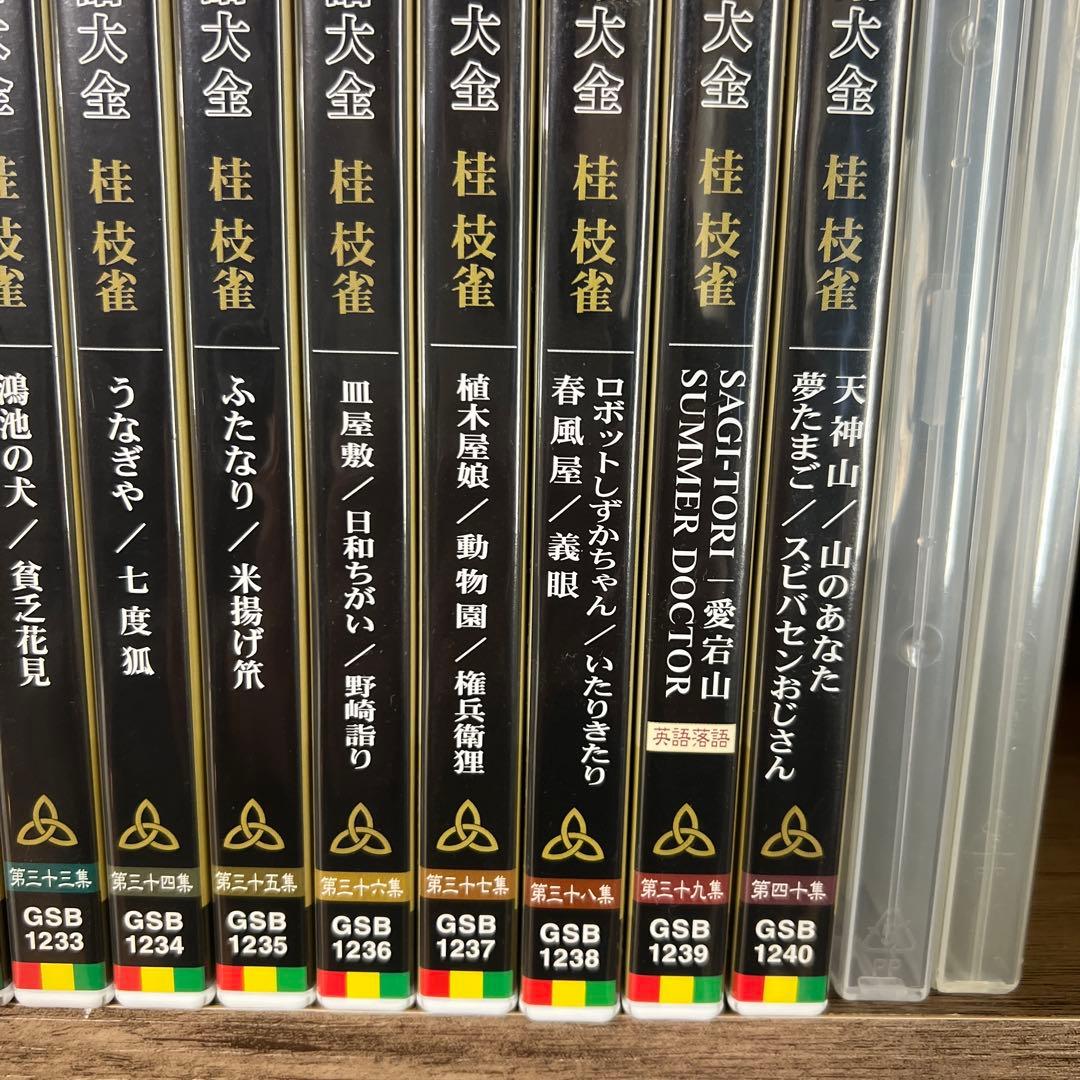 大全
桂枝雀
鴻池の犬／貧乏花見
第三十三集
GSB
1233
話大全
桂枝雀
うなぎや／七度狐
第三十四集
GSB
1234
話大全
桂枝雀
ふたなり／米揚げ笊
第三十五集
GSB
1235
話大全
桂枝雀
皿屋敷／日和ちがい／野崎詣り
第三十六集
GSB
1236
大全
桂枝雀
植木屋娘／動物園／権兵衛狸
第三十七集
GSB
1237
大全
桂枝雀
ロボットしずかちゃん／いたりきたり
春風屋／義眼
第三十八集
GSB
1238
大全
桂枝雀
SAGI-TORI｜愛宕山
SUMMER DOCTOR
英語落語
第三十九集
GSB
1239
大全
桂枝雀
天神山／山のあなた
夢たまご／スビバセンおじさん
第四十集
GSB
1240
PP